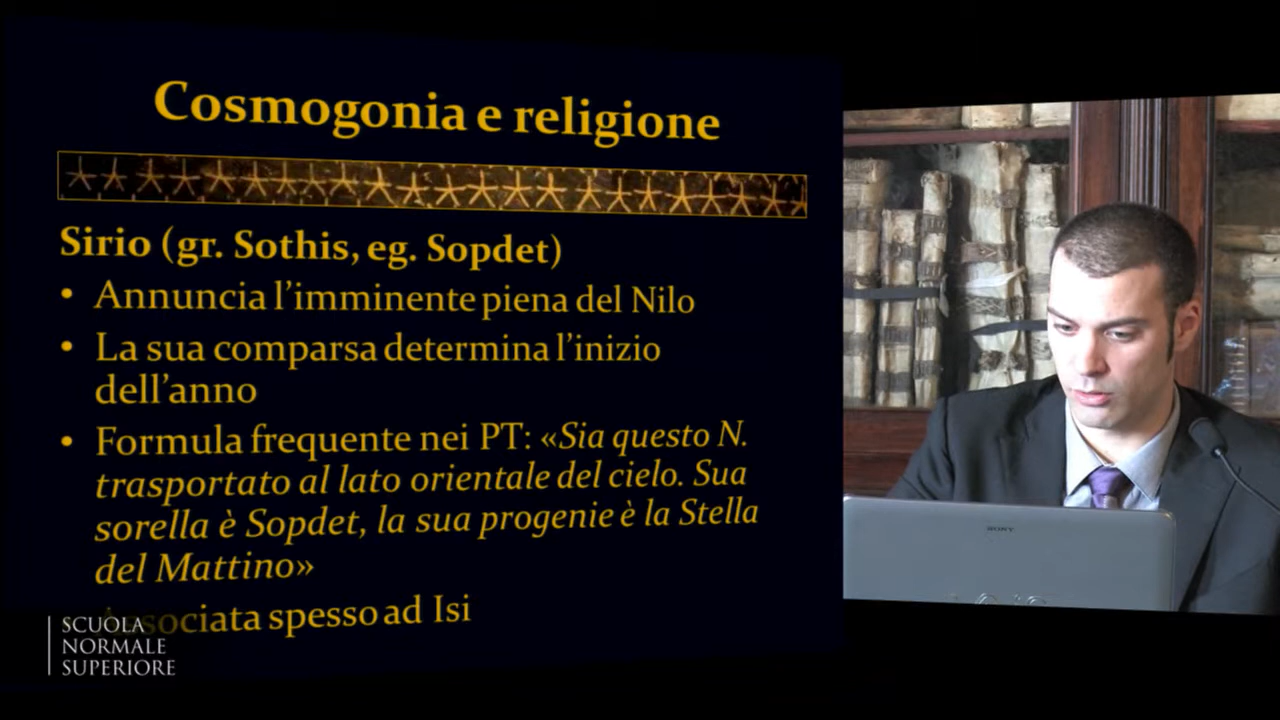 Cosmogonia e religione
Sirio (gr. Sothis, eg. Sopdet)
• Annuncia l'imminente piena del Nilo
• La sua comparsa determina l'inizio
dell'anno
• Formula frequente nei PT: «Sia questo N.
trasportato al lato orientale del cielo. Sua
sorella è Sopdet, la sua progenie è la Stella
del Mattino»
Associata spesso ad Isi
SCUOLA
NORMALE
SUPERIORE
SONY